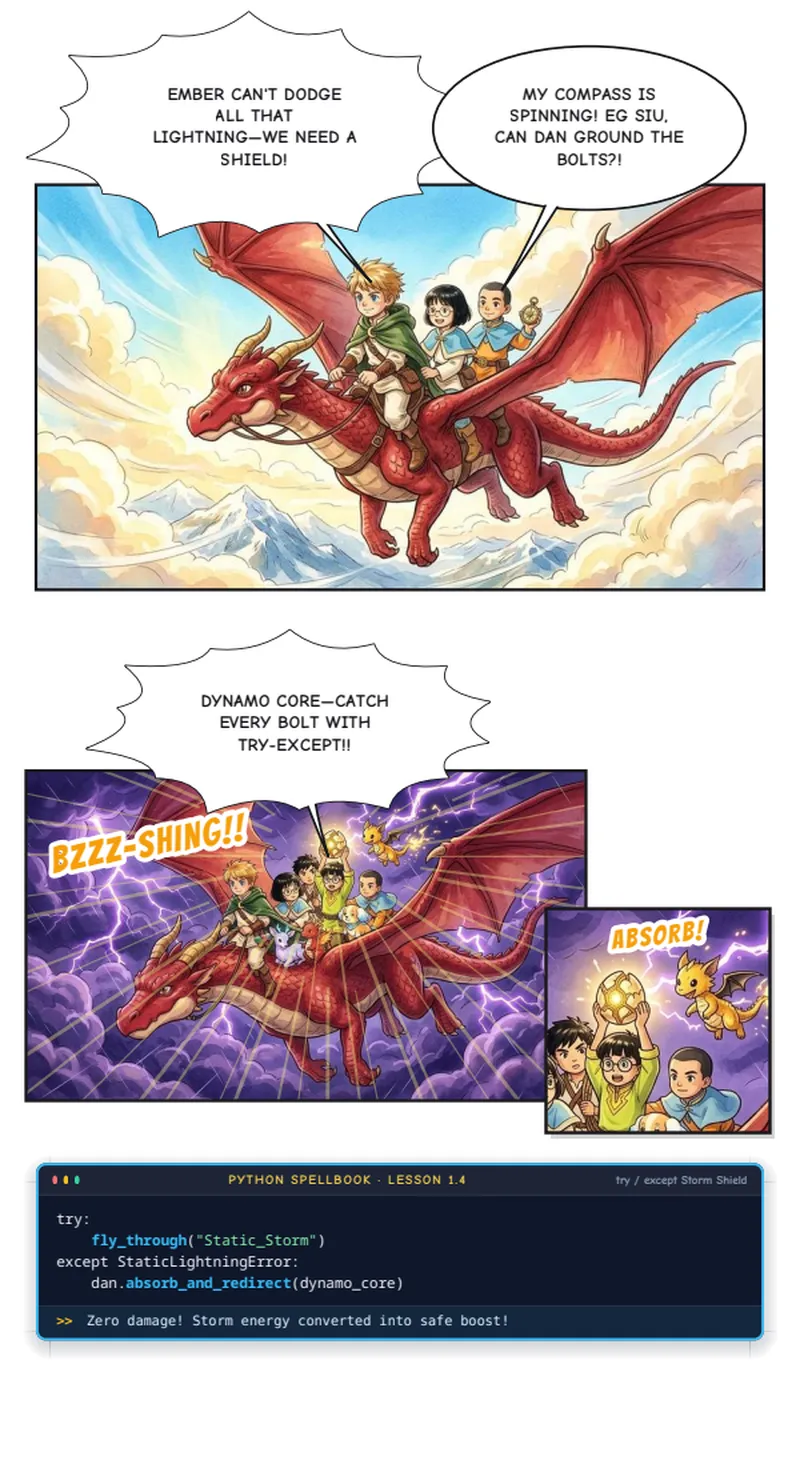 EMBER CAN'T DODGE
ALL THAT
LIGHTNING—WE NEED A
SHIELD!
MY COMPASS IS
SPINNING! EG SIU,
CAN DAN GROUND THE
BOLTS?!
DYNAMO CORE—CATCH
EVERY BOLT WITH
TRY-EXCEPT!!
BZZZ-SHING!!
ABSORB!
PYTHON SPELLBOOK · LESSON 1.4
try / except Storm Shield
try:
    fly_through("Static_Storm")
except StaticLightningError:
    dan.absorb_and_redirect(dynamo_core)
>> Zero damage! Storm energy converted into safe boost!